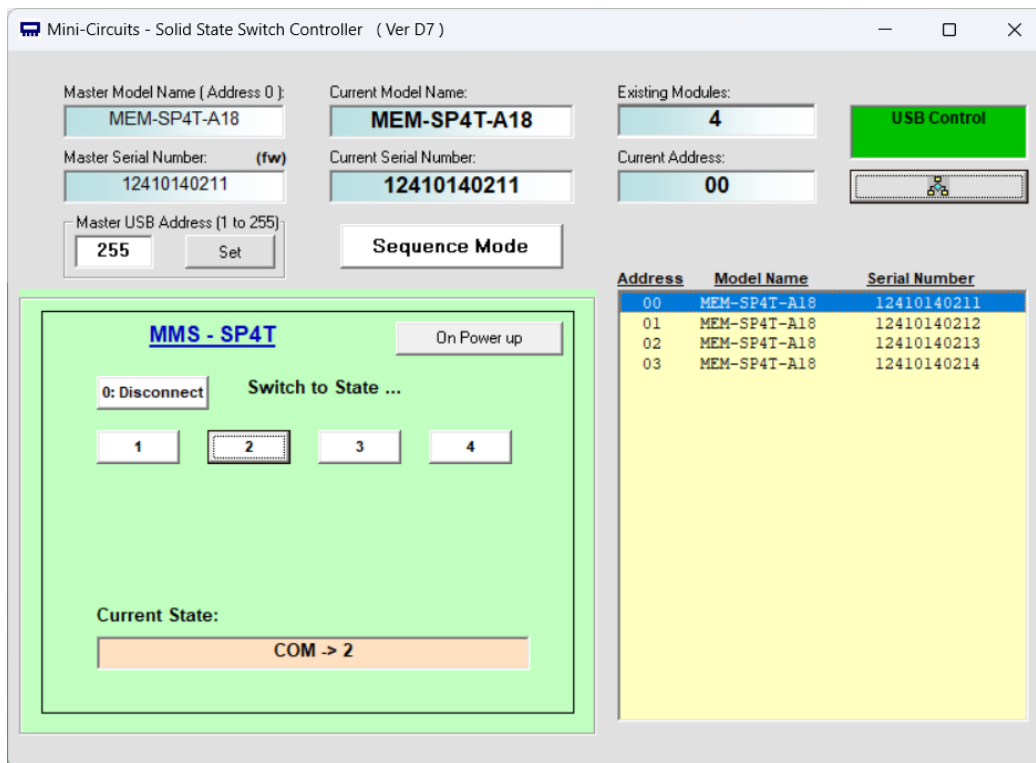 Mini-Circuits - Solid State Switch Controller ( Ver D7 )
Master Model Name ( Address 0 ):
MEM-SP4T-A18
Current Model Name:
MEM-SP4T-A18
Existing Modules:
4
USB Control
Master Serial Number: (fw)
12410140211
Current Serial Number:
12410140211
Current Address:
00
Master USB Address (1 to 255)
255
Set
Sequence Mode
Address Model Name Serial Number
00 MEM-SP4T-A18 12410140211
01 MEM-SP4T-A18 12410140212
02 MEM-SP4T-A18 12410140213
03 MEM-SP4T-A18 12410140214
MMS - SP4T
On Power up
0: Disconnect
Switch to State ...
1 2 3 4
Current State:
COM -> 2